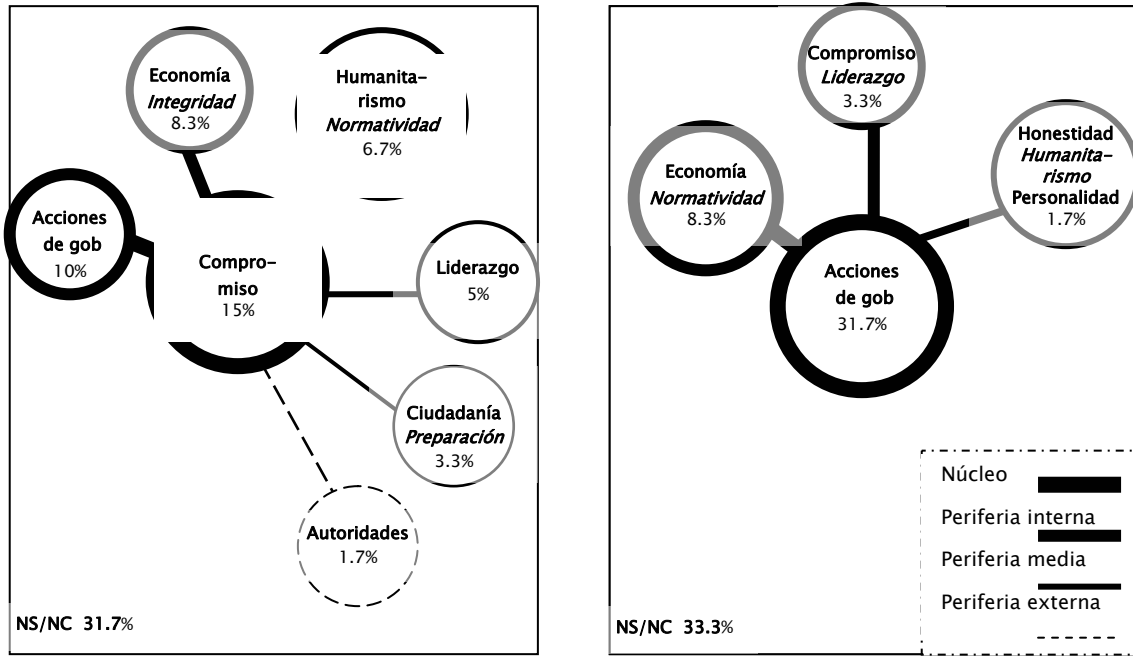 Economía
Integridad
8.3%
Humanita-
rismo
Normatividad
6.7%
Acciones
de gob
10%
Compro-
miso
15%
Liderazgo
5%
Ciudadanía
Preparación
3.3%
Autoridades
1.7%
NS/NC 31.7%
Compromiso
Liderazgo
3.3%
Economía
Normatividad
8.3%
Honestidad
Humanita-
rismo
Personalidad
1.7%
Acciones
de gob
31.7%
NS/NC 33.3%
Núcleo
Periferia interna
Periferia media
Periferia externa